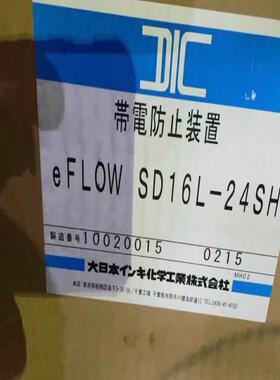 DIC
帯電防止装置
eFLOW SD16L-24SH
製造番号 10020015 0215
MH02
大日本インキ化学工業株式会社